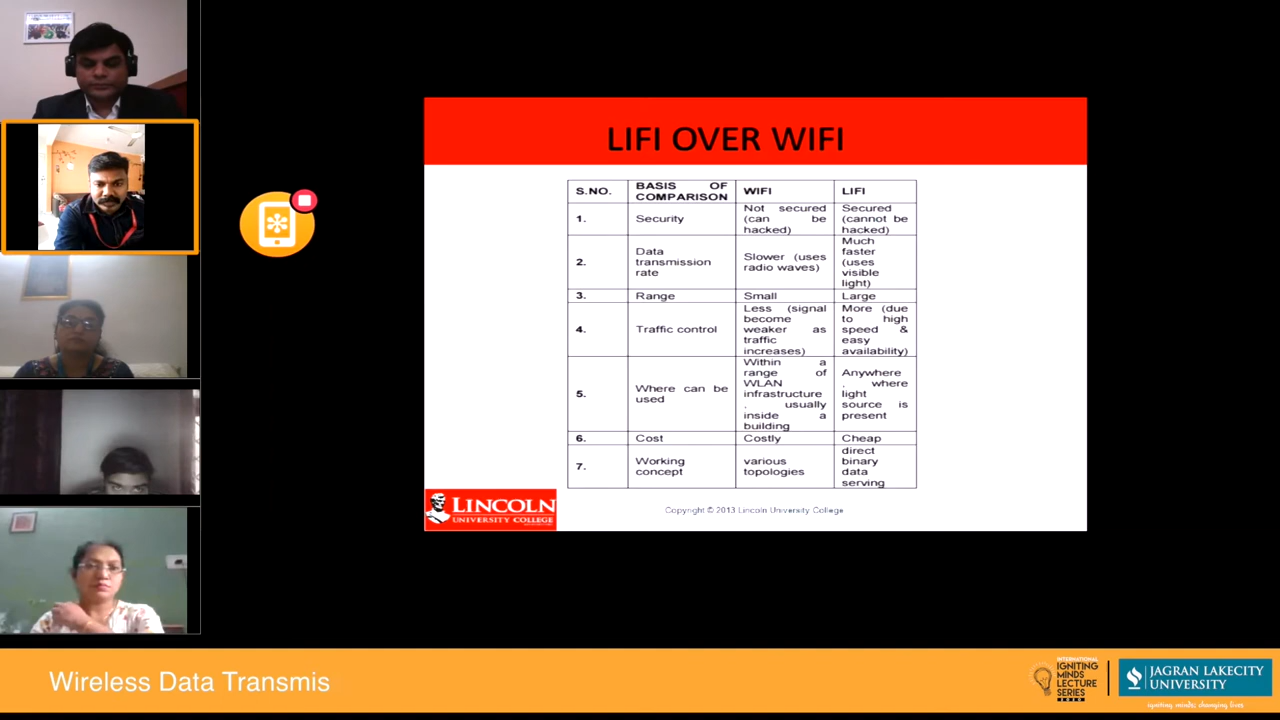 LIFI OVER WIFI
S.NO. BASIS OF COMPARISON WIFI LIFI
1. Security Not secured (can be hacked) Secured (cannot be hacked)
2. Data transmission rate Slower (uses radio waves) Much faster (uses visible light)
3. Range Small Large
4. Traffic control Less (signal become weaker as traffic increases) More (due to high speed & easy availability)
5. Where can be used Within a range of WLAN infrastructure , usually inside a building Anywhere , where light source is present
6. Cost Costly Cheap
7. Working concept various topologies direct binary data serving
LINCOLN
UNIVERSITY COLLEGE
Copyright © 2013 Lincoln University College
Wireless Data Transmis
INTERNATIONAL
IGNITING
MINDS
LECTURE
SERIES
JAGRAN LAKECITY
UNIVERSITY
igniting minds; changing lives